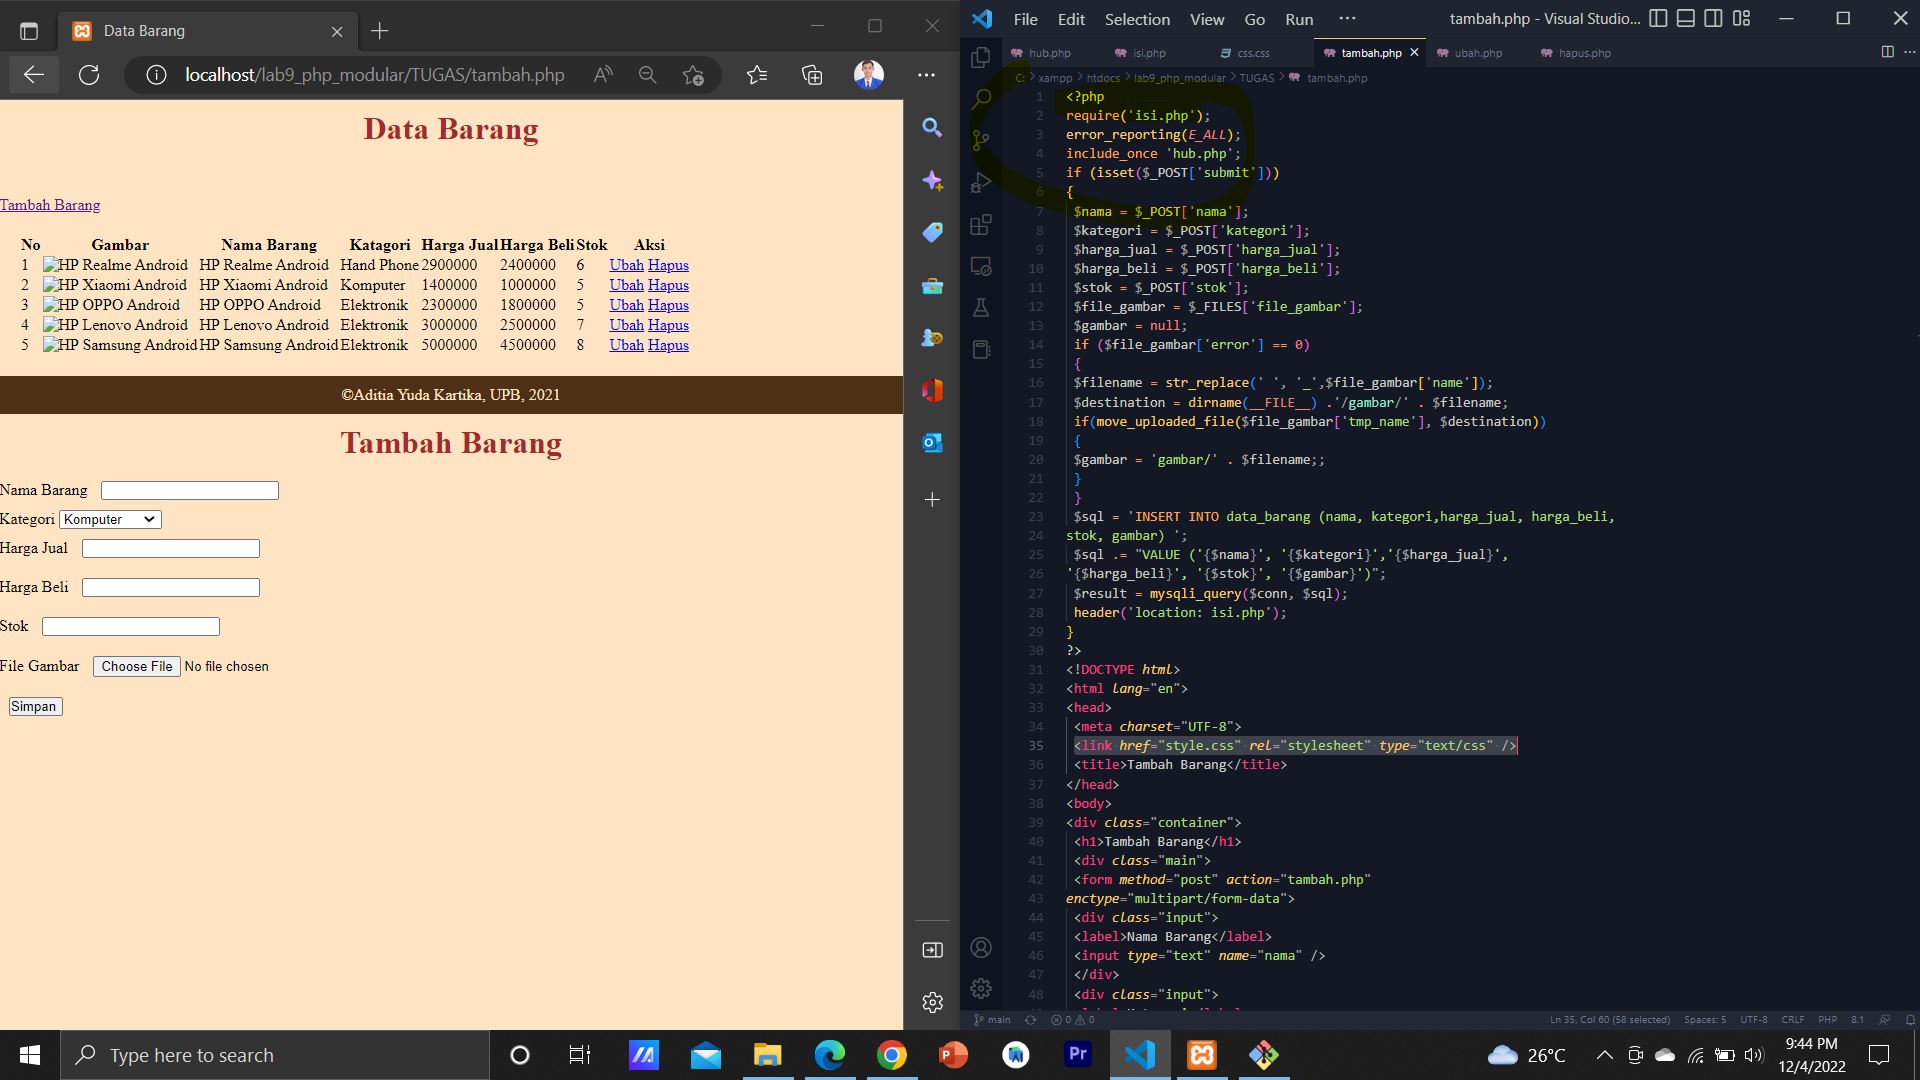 Data Barang
localhost/lab9_php_modular/TUGAS/tambah.php
Data Barang
Tambah Barang
No Gambar Nama Barang Katagori Harga Jual Harga Beli Stok Aksi
1 HP Realme Android HP Realme Android Hand Phone 2900000 2400000 6 Ubah Hapus
2 HP Xiaomi Android HP Xiaomi Android Komputer 1400000 1000000 5 Ubah Hapus
3 HP OPPO Android HP OPPO Android Elektronik 2300000 1800000 5 Ubah Hapus
4 HP Lenovo Android HP Lenovo Android Elektronik 3000000 2500000 7 Ubah Hapus
5 HP Samsung Android HP Samsung Android Elektronik 5000000 4500000 8 Ubah Hapus
©Aditia Yuda Kartika, UPB, 2021
Tambah Barang
Nama Barang
Kategori Komputer
Harga Jual
Harga Beli
Stok
File Gambar Choose File No file chosen
Simpan
File Edit Selection View Go Run ··· tambah.php - Visual Studio...
hub.php isi.php css.css tambah.php ubah.php hapus.php
C: > xampp > htdocs > lab9_php_modular > TUGAS > tambah.php
1 <?php
2 require('isi.php');
3 error_reporting(E_ALL);
4 include_once 'hub.php';
5 if (isset($_POST['submit']))
6 {
7 $nama = $_POST['nama'];
8 $kategori = $_POST['kategori'];
9 $harga_jual = $_POST['harga_jual'];
10 $harga_beli = $_POST['harga_beli'];
11 $stok = $_POST['stok'];
12 $file_gambar = $_FILES['file_gambar'];
13 $gambar = null;
14 if ($file_gambar['error'] == 0)
15 {
16 $filename = str_replace(' ', '_',$file_gambar['name']);
17 $destination = dirname(__FILE__) .'/gambar/' . $filename;
18 if(move_uploaded_file($file_gambar['tmp_name'], $destination))
19 {
20 $gambar = 'gambar/' . $filename;;
21 }
22 }
23 $sql = 'INSERT INTO data_barang (nama, kategori,harga_jual, harga_beli,
24 stok, gambar) ';
25 $sql .= "VALUE ('{$nama}', '{$kategori}','{$harga_jual}',
26 '{$harga_beli}', '{$stok}', '{$gambar}')";
27 $result = mysqli_query($conn, $sql);
28 header('location: isi.php');
29 }
30 ?>
31 <!DOCTYPE html>
32 <html lang="en">
33 <head>
34 <meta charset="UTF-8">
35 <link href="style.css" rel="stylesheet" type="text/css" />
36 <title>Tambah Barang</title>
37 </head>
38 <body>
39 <div class="container">
40 <h1>Tambah Barang</h1>
41 <div class="main">
42 <form method="post" action="tambah.php"
43 enctype="multipart/form-data">
44 <div class="input">
45 <label>Nama Barang</label>
46 <input type="text" name="nama" />
47 </div>
48 <div class="input">
main 0 0 Ln 35, Col 60 (58 selected) Spaces: 5 UTF-8 CRLF PHP 8.1
Type here to search
26°C
9:44 PM
12/4/2022